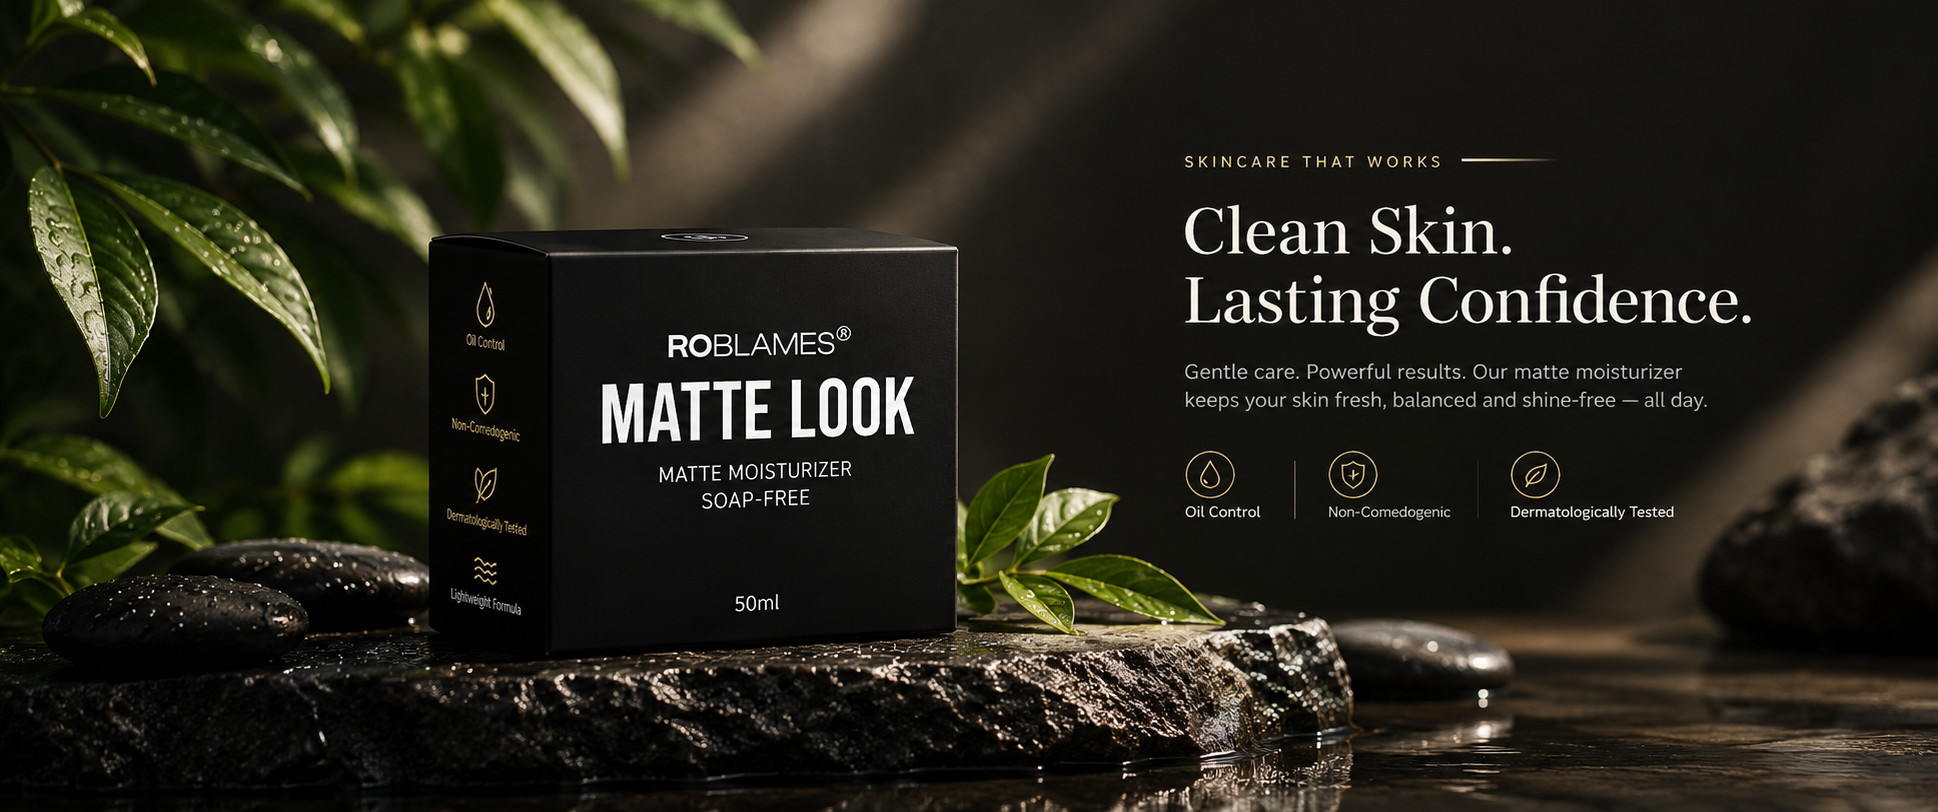 Oil Control
Non-Comedogenic
Dermatologically Tested
Lightweight Formula
ROBLAMES®
MATTE LOOK
MATTE MOISTURIZER
SOAP-FREE
50ml
SKINCARE THAT WORKS
Clean Skin.
Lasting Confidence.
Gentle care. Powerful results. Our matte moisturizer
keeps your skin fresh, balanced and shine-free — all day.
Oil Control
Non-Comedogenic
Dermatologically Tested